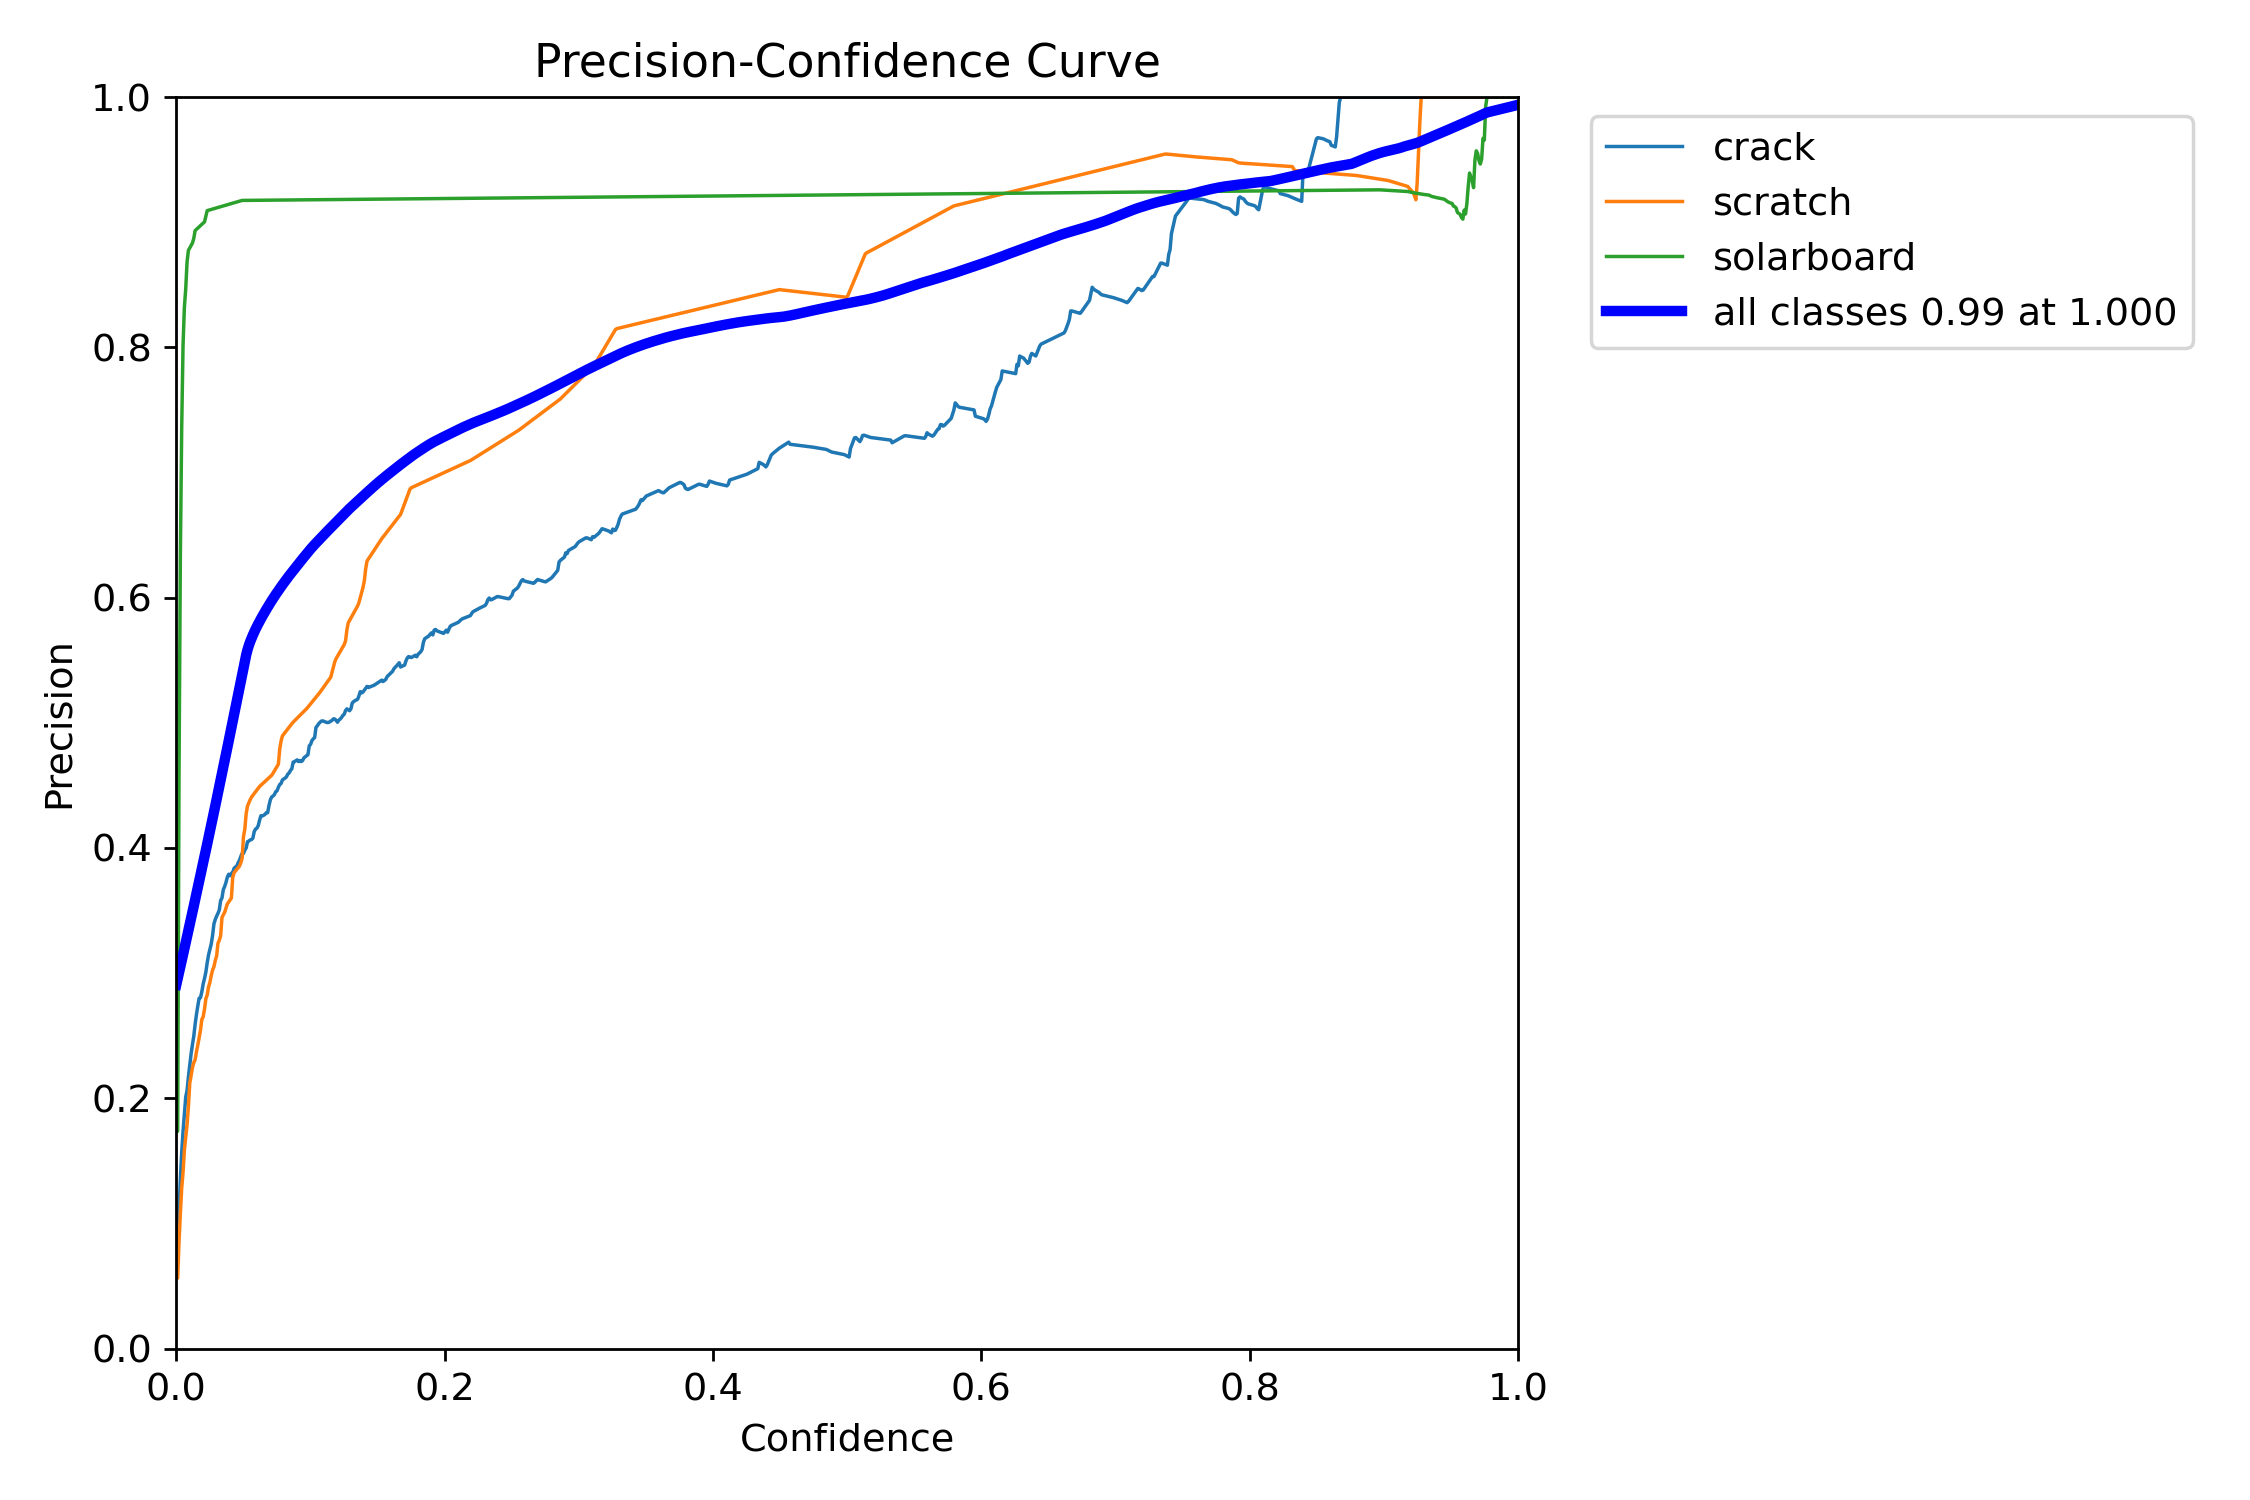 Precision-Confidence Curve
1.0
0.8
0.6
0.4
0.2
0.0
Precision
0.0 0.2 0.4 0.6 0.8 1.0
Confidence
crack
scratch
solarboard
all classes 0.99 at 1.000